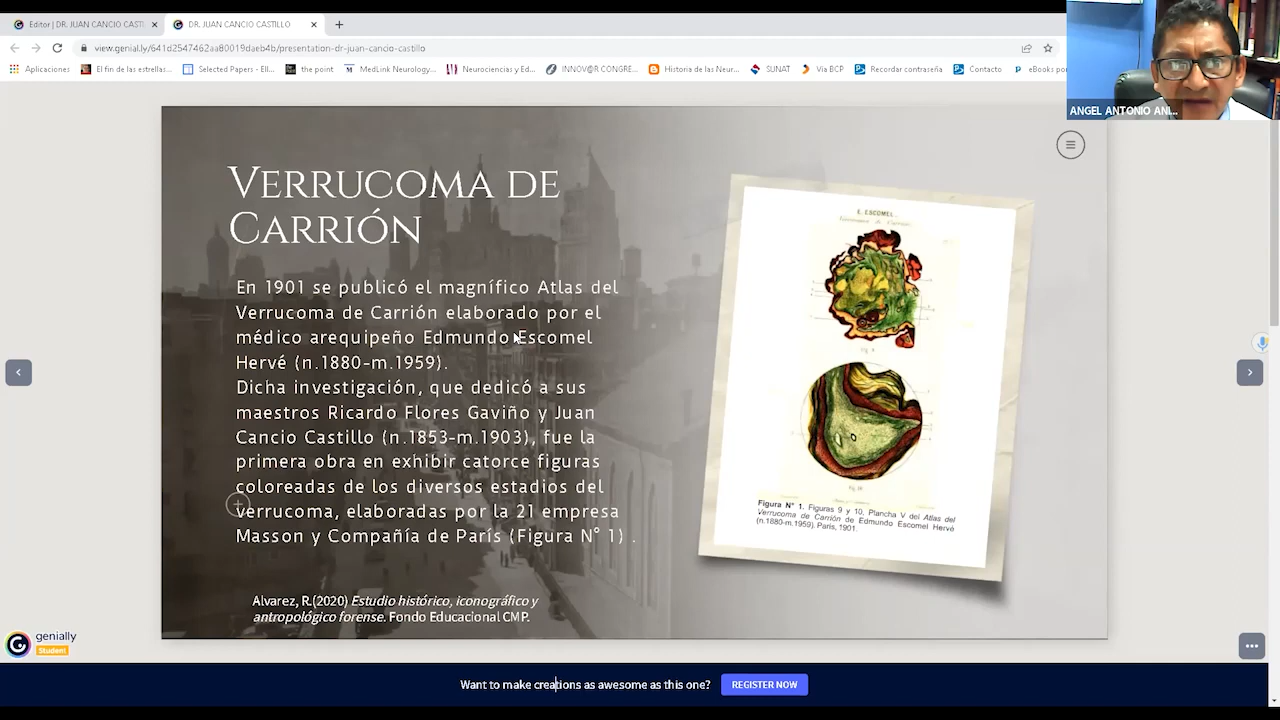 Editor | DR. JUAN CANCIO CAST
DR. JUAN CANCIO CASTILLO
view.genial.ly/641d2547462aa80019daeb4b/presentation-dr-juan-cancio-castillo
Aplicaciones
El fin de las estrellas...
Selected Papers - Ell...
the point
MedLink Neurology...
Neurociencias y Ed...
INNOV@R CONGRE...
Historia de las Neur...
SUNAT
Via BCP
Recordar contraseña
Contacto
eBooks po
ANGEL ANTONIO ANI...
VERRUCOMA DE
CARRIÓN
En 1901 se publicó el magnífico Atlas del
Verrucoma de Carrión elaborado por el
médico arequipeño Edmundo Escomel
Hervé (n.1880-m.1959).
Dicha investigación, que dedicó a sus
maestros Ricardo Flores Gaviño y Juan
Cancio Castillo (n.1853-m.1903), fue la
primera obra en exhibir catorce figuras
coloreadas de los diversos estadios del
verrucoma, elaboradas por la 21 empresa
Masson y Compañía de París (Figura N° 1) .
Alvarez, R.(2020) Estudio histórico, iconográfico y
antropológico forense. Fondo Educacional CMP.
E. ESCOMEL
Verrucoma de Carrión
Figura N° 1. Figuras 9 y 10, Plancha V del Atlas del
Verrucoma de Carrión de Edmundo Escomel Hervé
(n.1880-m.1959). París, 1901.
genially
Student
Want to make creations as awesome as this one?
REGISTER NOW